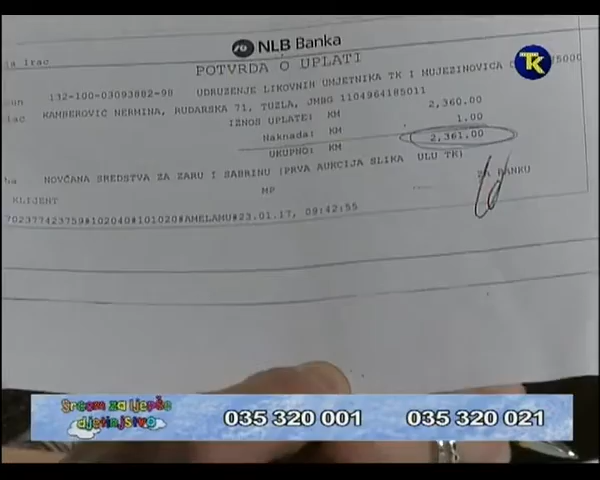 NLB Banka
POTVRDA O UPLATI
132-100-03093882-98 UDRUŽENJE LIKOVNIH UMJETNIKA TK I MUJEZINOVIĆA
KAMBEROVIĆ NERMINA, RUDARSKA 71, TUZLA, JMBG 1104964185011
IZNOS UPLATE: KM 2,360.00
Naknada: KM 1.00
UKUPNO: KM 2,361.00
NOVČANA SREDSTVA ZA ZARU I SABRINU (PRVA AUKCIJA SLIKA ULU TK)
KLIJENT MP ZA BANKU
702377423759#102040#101020#AMELAHU#23.01.17, 09:42:55
TK
Srcem za ljepše djetinjstvo
035 320 001 035 320 021